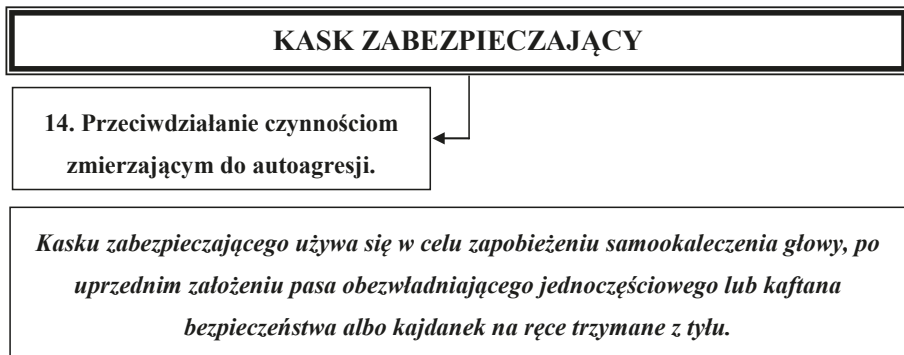 KASK ZABEZPIECZAJĄCY
14. Przeciwdziałanie czynnościom
zmierzającym do autoagresji.
Kasku zabezpieczającego używa się w celu zapobieżeniu samookaleczenia głowy, po
uprzednim założeniu pasa obezwładniającego jednoczęściowego lub kaftana
bezpieczeństwa albo kajdanek na ręce trzymane z tyłu.